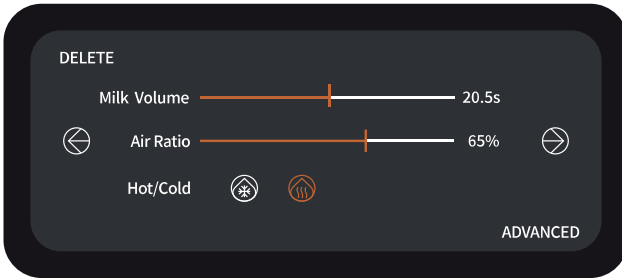 DELETE
Milk Volume 20.5s
Air Ratio 65%
Hot/Cold
ADVANCED